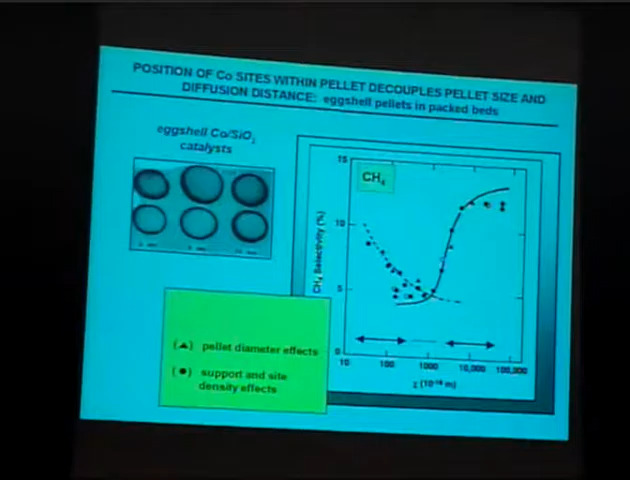 POSITION OF Co SITES WITHIN PELLET DECOUPLES PELLET SIZE AND
DIFFUSION DISTANCE: eggshell pellets in packed beds
eggshell Co/SiO2
catalysts
CH4
15
10
5
0
CH4 Selectivity (%)
10
100
1000
10,000
100,000
(▲) pellet diameter effects
(●) support and site
density effects